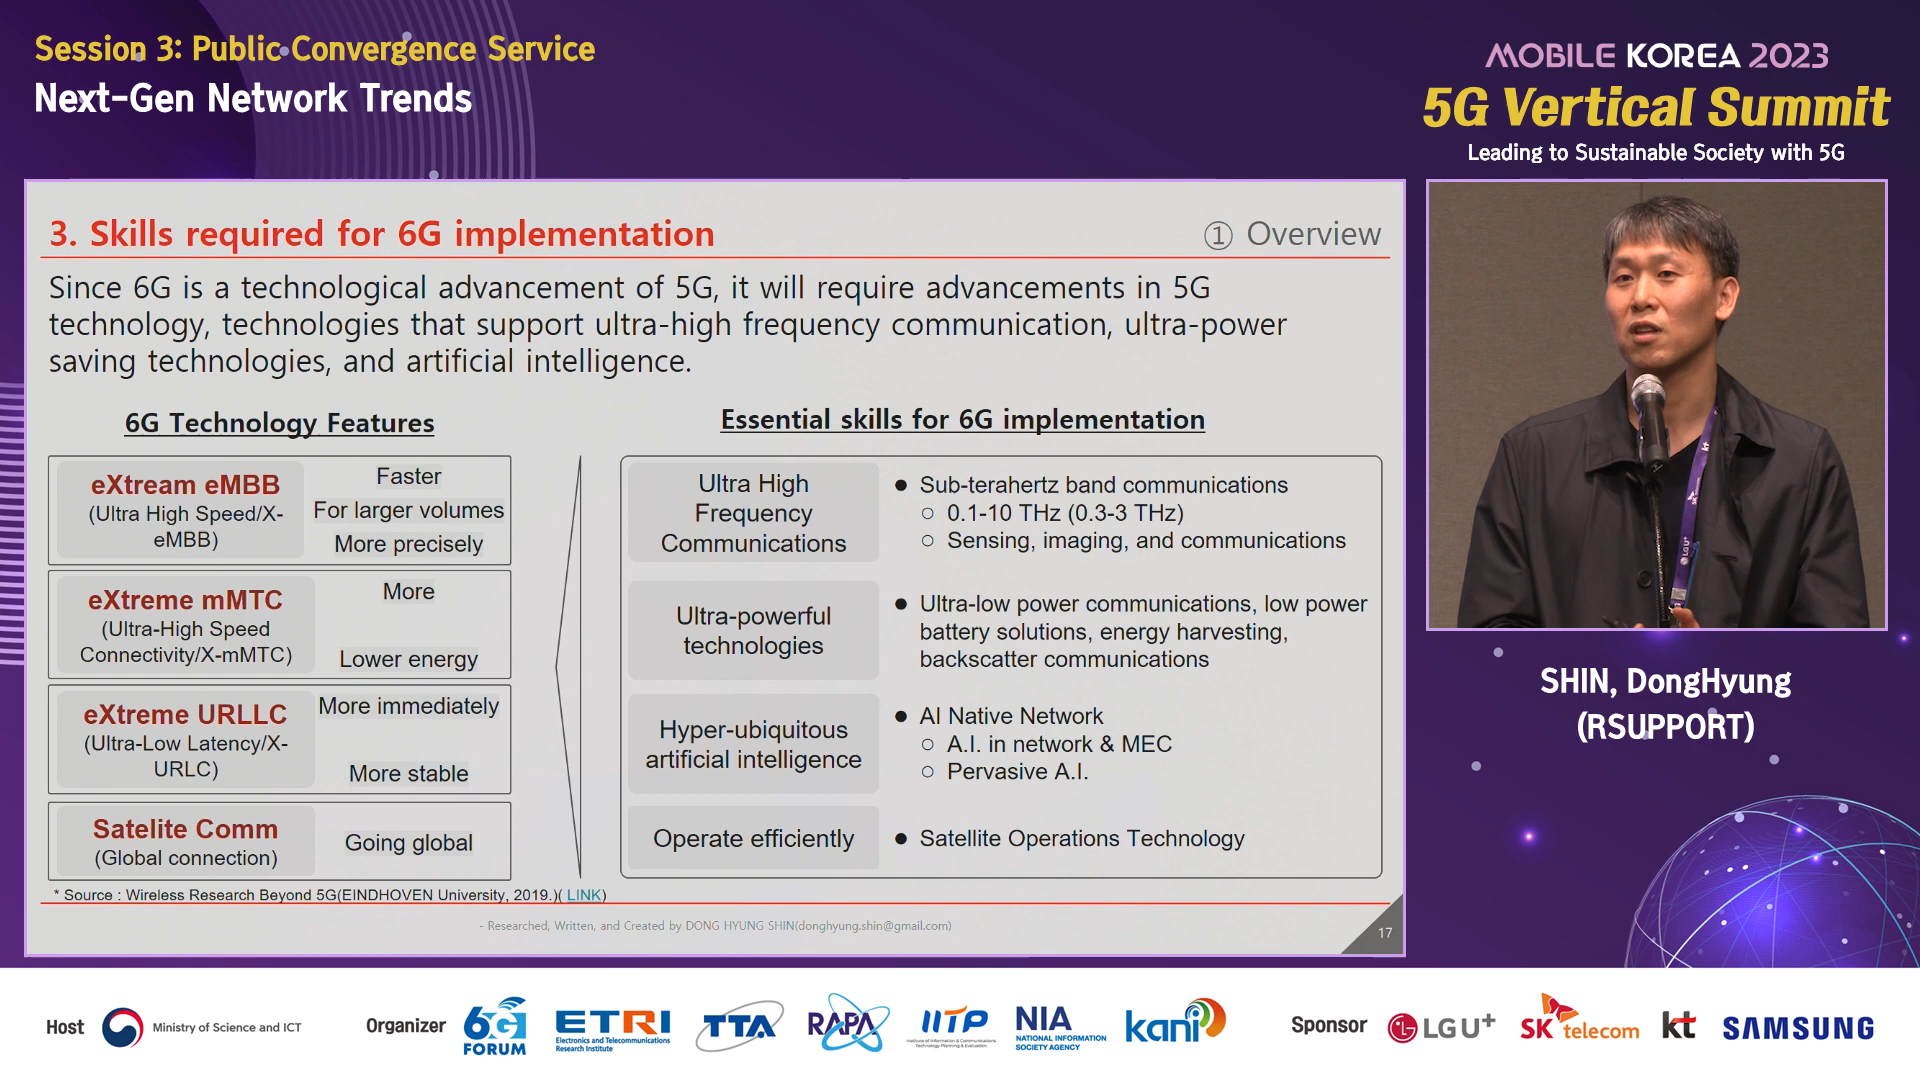 Session 3: Public Convergence Service
Next-Gen Network Trends
MOBILE KOREA 2023
5G Vertical Summit
Leading to Sustainable Society with 5G
3. Skills required for 6G implementation
① Overview
Since 6G is a technological advancement of 5G, it will require advancements in 5G
technology, technologies that support ultra-high frequency communication, ultra-power
saving technologies, and artificial intelligence.
6G Technology Features
eXtream eMBB
(Ultra High Speed/X-
eMBB)
Faster
For larger volumes
More precisely
eXtreme mMTC
(Ultra-High Speed
Connectivity/X-mMTC)
More
Lower energy
eXtreme URLLC
(Ultra-Low Latency/X-
URLC)
More immediately
More stable
Satelite Comm
(Global connection)
Going global
Essential skills for 6G implementation
Ultra High
Frequency
Communications
● Sub-terahertz band communications
○ 0.1-10 THz (0.3-3 THz)
○ Sensing, imaging, and communications
Ultra-powerful
technologies
● Ultra-low power communications, low power
battery solutions, energy harvesting,
backscatter communications
Hyper-ubiquitous
artificial intelligence
● AI Native Network
○ A.I. in network & MEC
○ Pervasive A.I.
Operate efficiently
● Satellite Operations Technology
* Source : Wireless Research Beyond 5G(EINDHOVEN University, 2019.)( LINK)
- Researched, Written, and Created by DONG HYUNG SHIN(donghyung.shin@gmail.com)
17
LG U+
SHIN, DongHyung
(RSUPPORT)
Host
Ministry of Science and ICT
Organizer
6G
FORUM
ETRI
Electronics and Telecommunications
Research Institute
TTA
RAPA
IITP
Institute of Information & Communications
Technology Planning & Evaluation
NIA
NATIONAL INFORMATION
SOCIETY AGENCY
kani
Sponsor
LG U+
SK telecom
kt
SAMSUNG